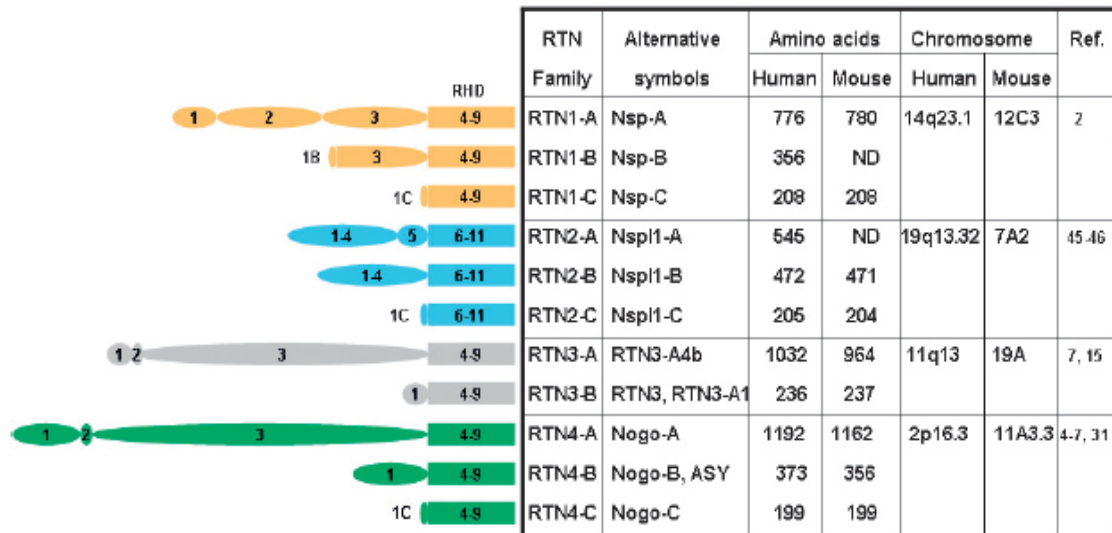 RTN Alternative Amino acids Chromosome Ref.
RHD Family symbols Human Mouse Human Mouse
1 2 3 4-9 RTN1-A Nsp-A 776 780 14q23.1 12C3 2
1B 3 4-9 RTN1-B Nsp-B 356 ND
1C 4-9 RTN1-C Nsp-C 208 208
1-4 5 6-11 RTN2-A Nspl1-A 545 ND 19q13.32 7A2 45-46
1-4 6-11 RTN2-B Nspl1-B 472 471
1C 6-11 RTN2-C Nspl1-C 205 204
1 2 3 4-9 RTN3-A RTN3-A4b 1032 964 11q13 19A 7, 15
1 4-9 RTN3-B RTN3, RTN3-A1 236 237
1 2 3 4-9 RTN4-A Nogo-A 1192 1162 2p16.3 11A3.3 4-7, 31
1 4-9 RTN4-B Nogo-B, ASY 373 356
1C 4-9 RTN4-C Nogo-C 199 199